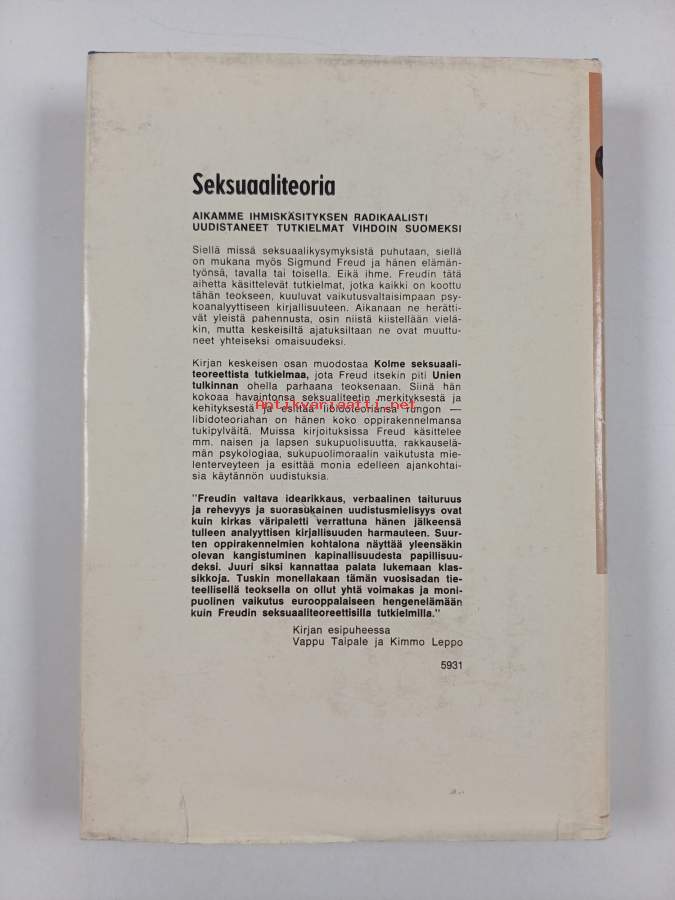 Seksuaaliteoria
AIKAMME IHMISKÄSITYKSEN RADIKAALISTI
UUDISTANEET TUTKIELMAT VIHDOIN SUOMEKSI
Siellä missä seksuaalikysymyksistä puhutaan, siellä
on mukana myös Sigmund Freud ja hänen elämän-
työnsä, tavalla tai toisella. Eikä ihme. Freudin tätä
aihetta käsittelevät tutkielmat, jotka kaikki on koottu
tähän teokseen, kuuluvat vaikutusvaltaisimpaan psy-
koanalyyttiseen kirjallisuuteen. Aikanaan ne herätti-
vät yleistä pahennusta, osin niistä kiistellään vielä-
kin, mutta keskeisiltä ajatuksiltaan ne ovat muuttu-
neet yhteiseksi omaisuudeksi.
Kirjan keskeisen osan muodostaa Kolme seksuaali-
teoreettista tutkielmaa, jota Freud itsekin piti Unien
tulkinnan ohella parhaana teoksenaan. Siinä hän
kokoaa havaintonsa seksualiteetin merkityksestä ja
kehityksestä ja esittää libidoteoriansa rungon —
libidoteoriahan on hänen koko oppirakennelmansa
tukipylväitä. Muissa kirjoituksissa Freud käsittelee
mm. naisen ja lapsen sukupuolisuutta, rakkauselä-
män psykologiaa, sukupuolimoraalin vaikutusta mie-
lenterveyteen ja esittää monia edelleen ajankohtai-
sia käytännön uudistuksia.
"Freudin valtava idearikkaus, verbaalinen taituruus
ja rehevyys ja suorasukainen uudistusmielisyys ovat
kuin kirkas väripaletti verrattuna hänen jälkeensä
tulleen analyyttisen kirjallisuuden harmauteen. Suur-
ten oppirakennelmien kohtalona näyttää yleensäkin
olevan kangistuminen kapinallisuudesta papillisuu-
deksi. Juuri siksi kannattaa palata lukemaan klas-
sikkoja. Tuskin monellakaan tämän vuosisadan tie-
teellisellä teoksella on ollut yhtä voimakas ja moni-
puolinen vaikutus eurooppalaiseen hengenelämään
kuin Freudin seksuaaliteoreettisilla tutkielmilla."
Kirjan esipuheessa
Vappu Taipale ja Kimmo Leppo
5931
Antikvariaatti.net